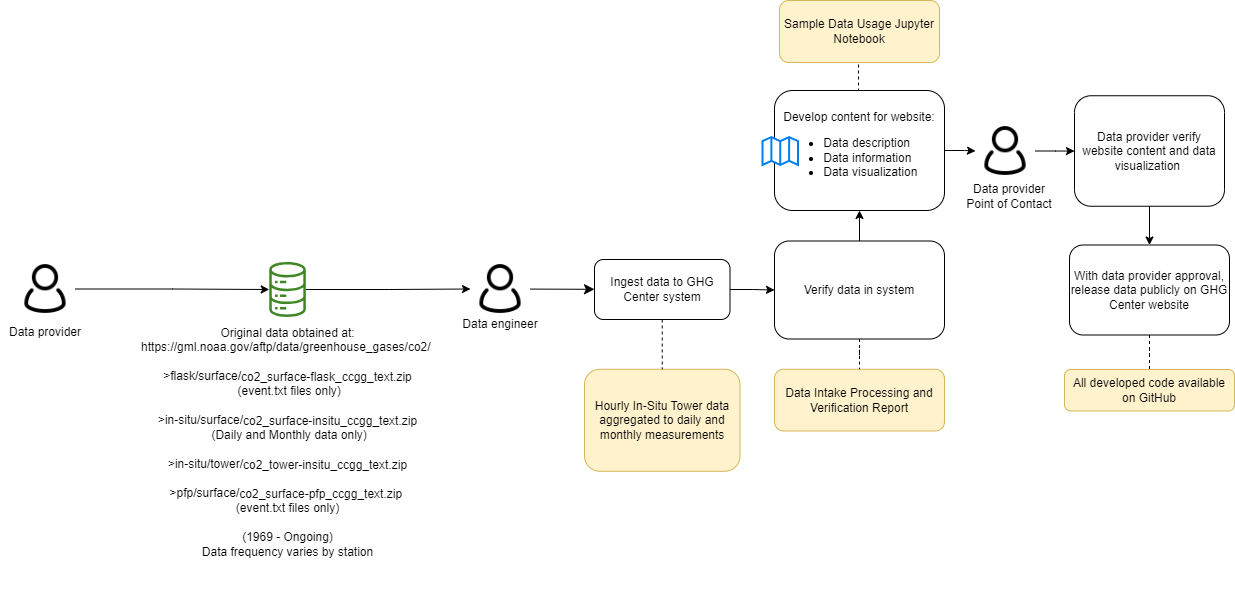 Data provider
Original data obtained at:
https://gml.noaa.gov/aftp/data/greenhouse_gases/co2/
>flask/surface/co2_surface-flask_ccgg_text.zip
(event.txt files only)
>in-situ/surface/co2_surface-insitu_ccgg_text.zip
(Daily and Monthly data only)
>in-situ/tower/co2_tower-insitu_ccgg_text.zip
>pfp/surface/co2_surface-pfp_ccgg_text.zip
(event.txt files only)
(1969 - Ongoing)
Data frequency varies by station
Data engineer
Ingest data to GHG
Center system
Hourly In-Situ Tower data
aggregated to daily and
monthly measurements
Verify data in system
Data Intake Processing and
Verification Report
Sample Data Usage Jupyter
Notebook
Develop content for website:
• Data description
• Data information
• Data visualization
Data provider
Point of Contact
Data provider verify
website content and data
visualization
With data provider approval,
release data publicly on GHG
Center website
All developed code available
on GitHub